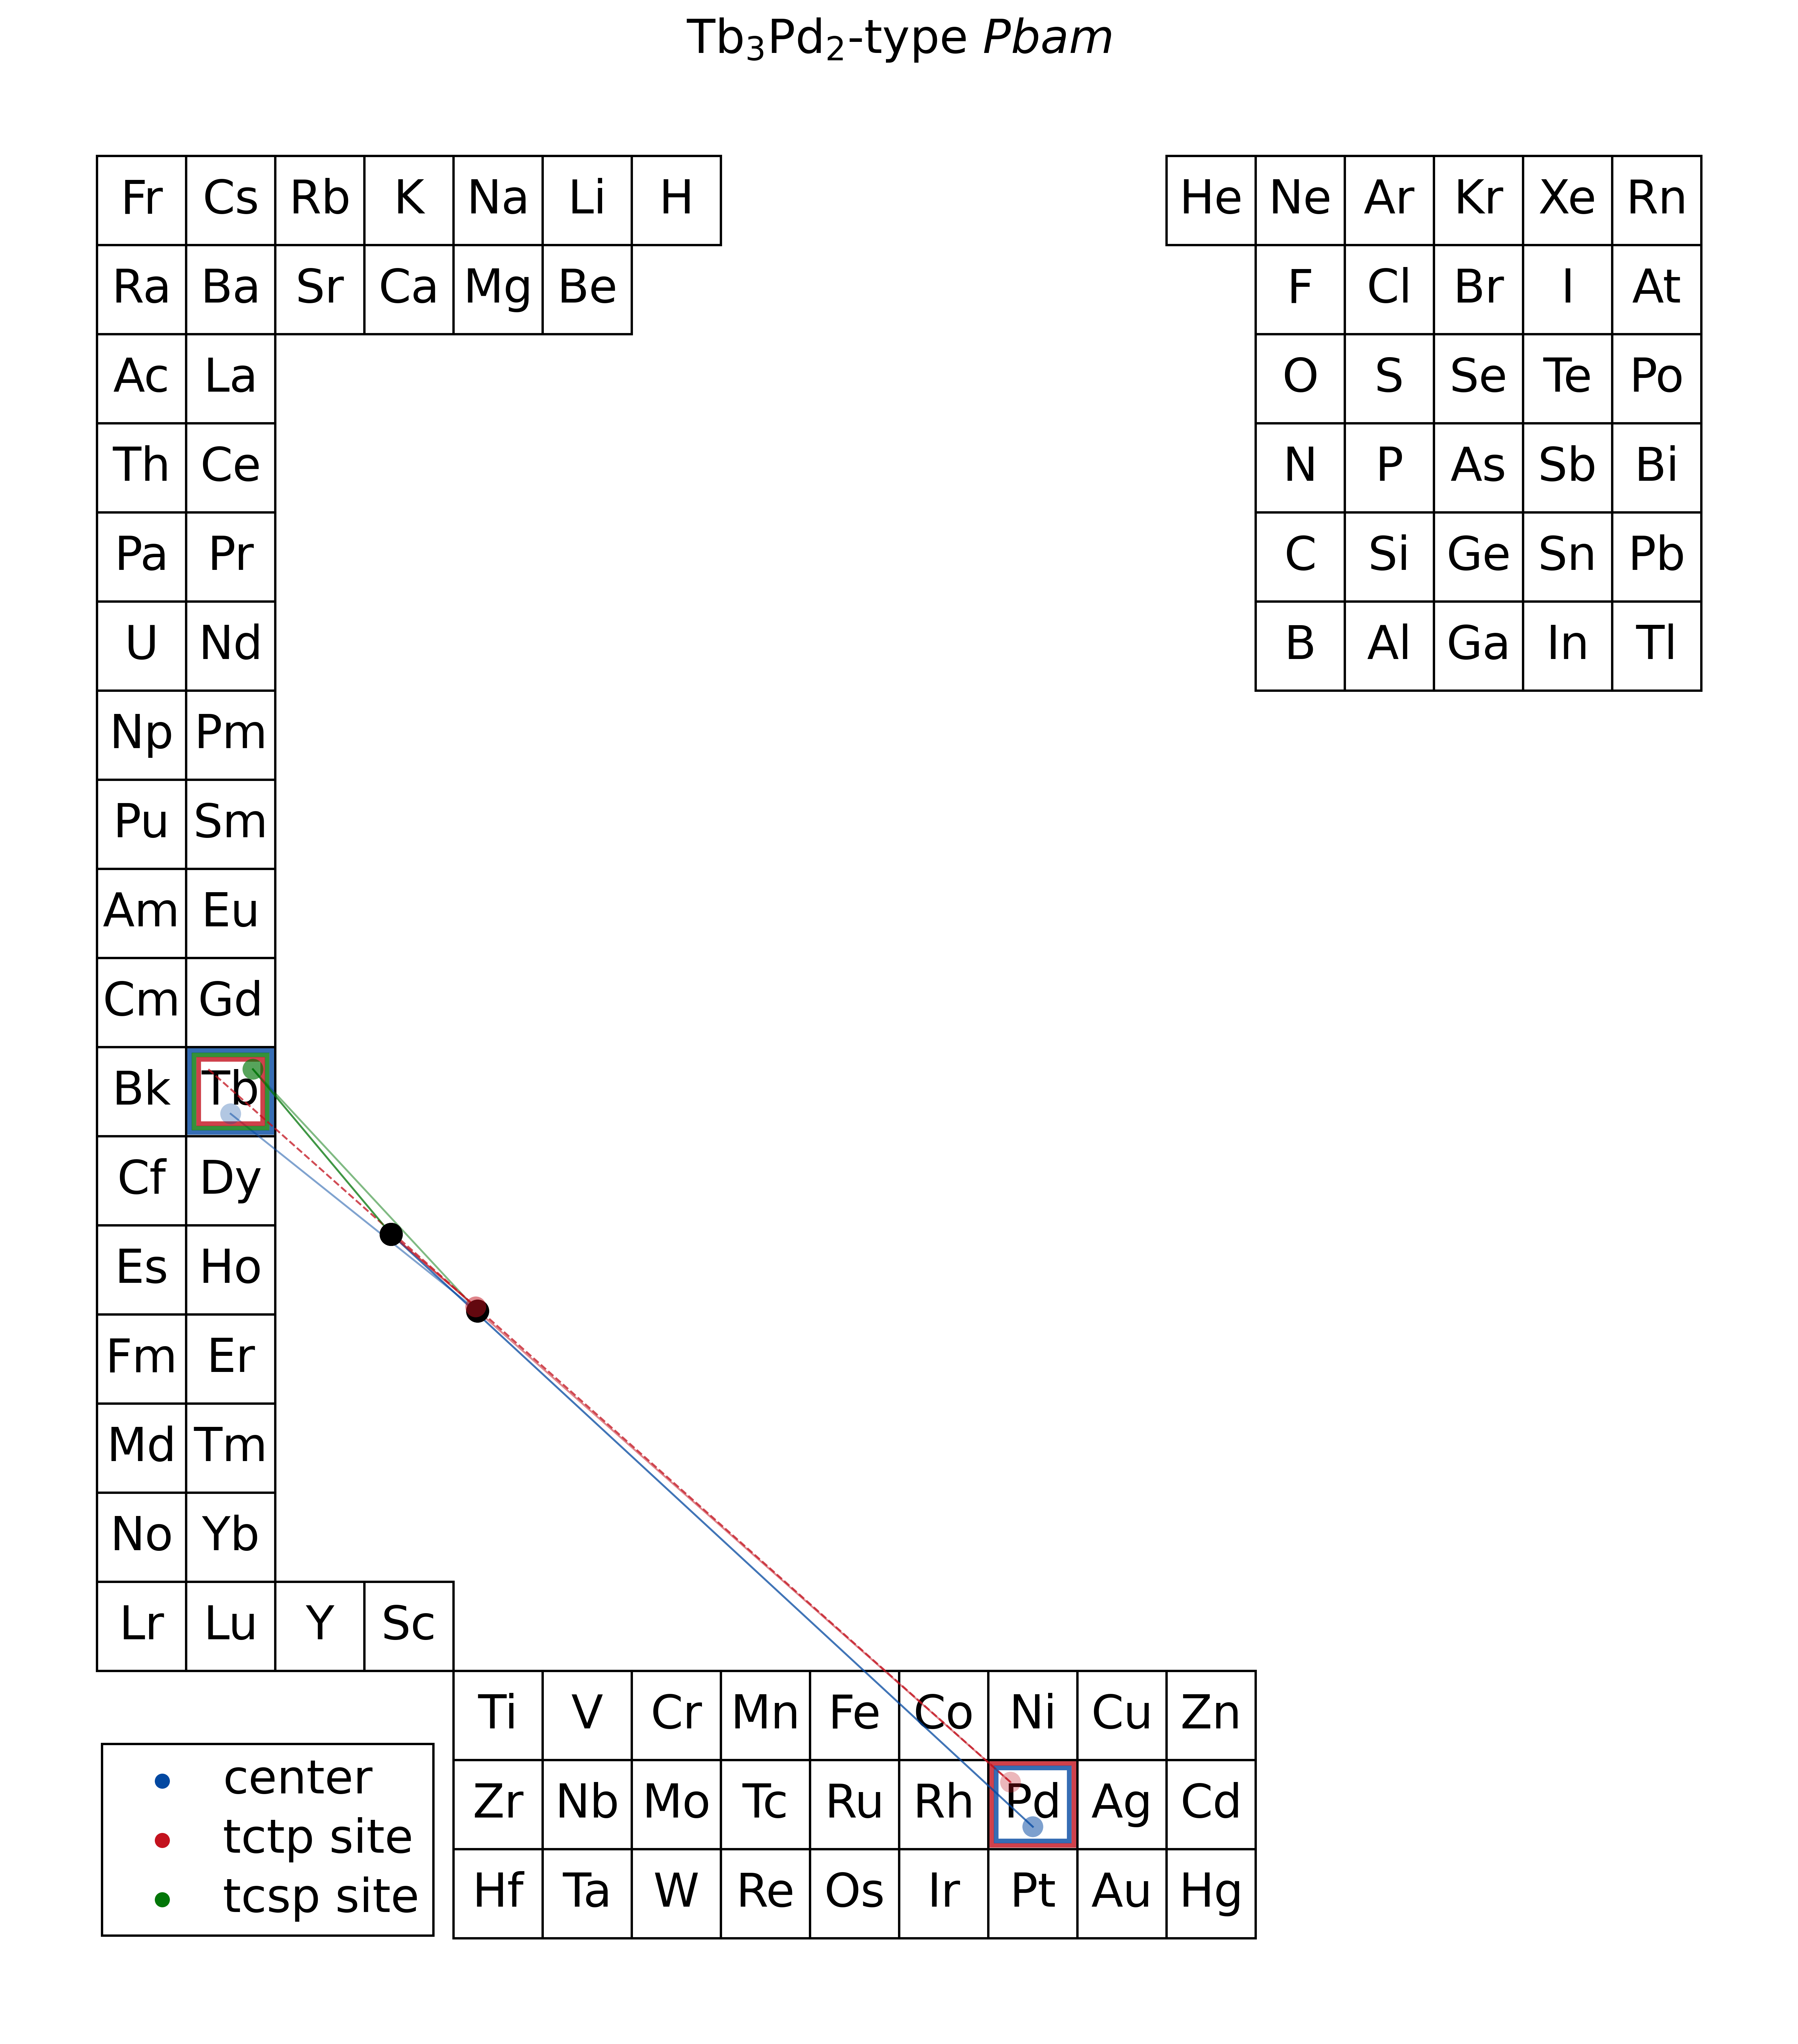 Tb₃Pd₂-type Pbam
Fr Cs Rb K Na Li H He Ne Ar Kr Xe Rn
Ra Ba Sr Ca Mg Be F Cl Br I At
Ac La O S Se Te Po
Th Ce N P As Sb Bi
Pa Pr C Si Ge Sn Pb
U Nd B Al Ga In Tl
Np Pm
Pu Sm
Am Eu
Cm Gd
Bk Tb
Cf Dy
Es Ho
Fm Er
Md Tm
No Yb
Lr Lu Y Sc
Ti V Cr Mn Fe Co Ni Cu Zn
Zr Nb Mo Tc Ru Rh Pd Ag Cd
Hf Ta W Re Os Ir Pt Au Hg
center
tctp site
tcsp site